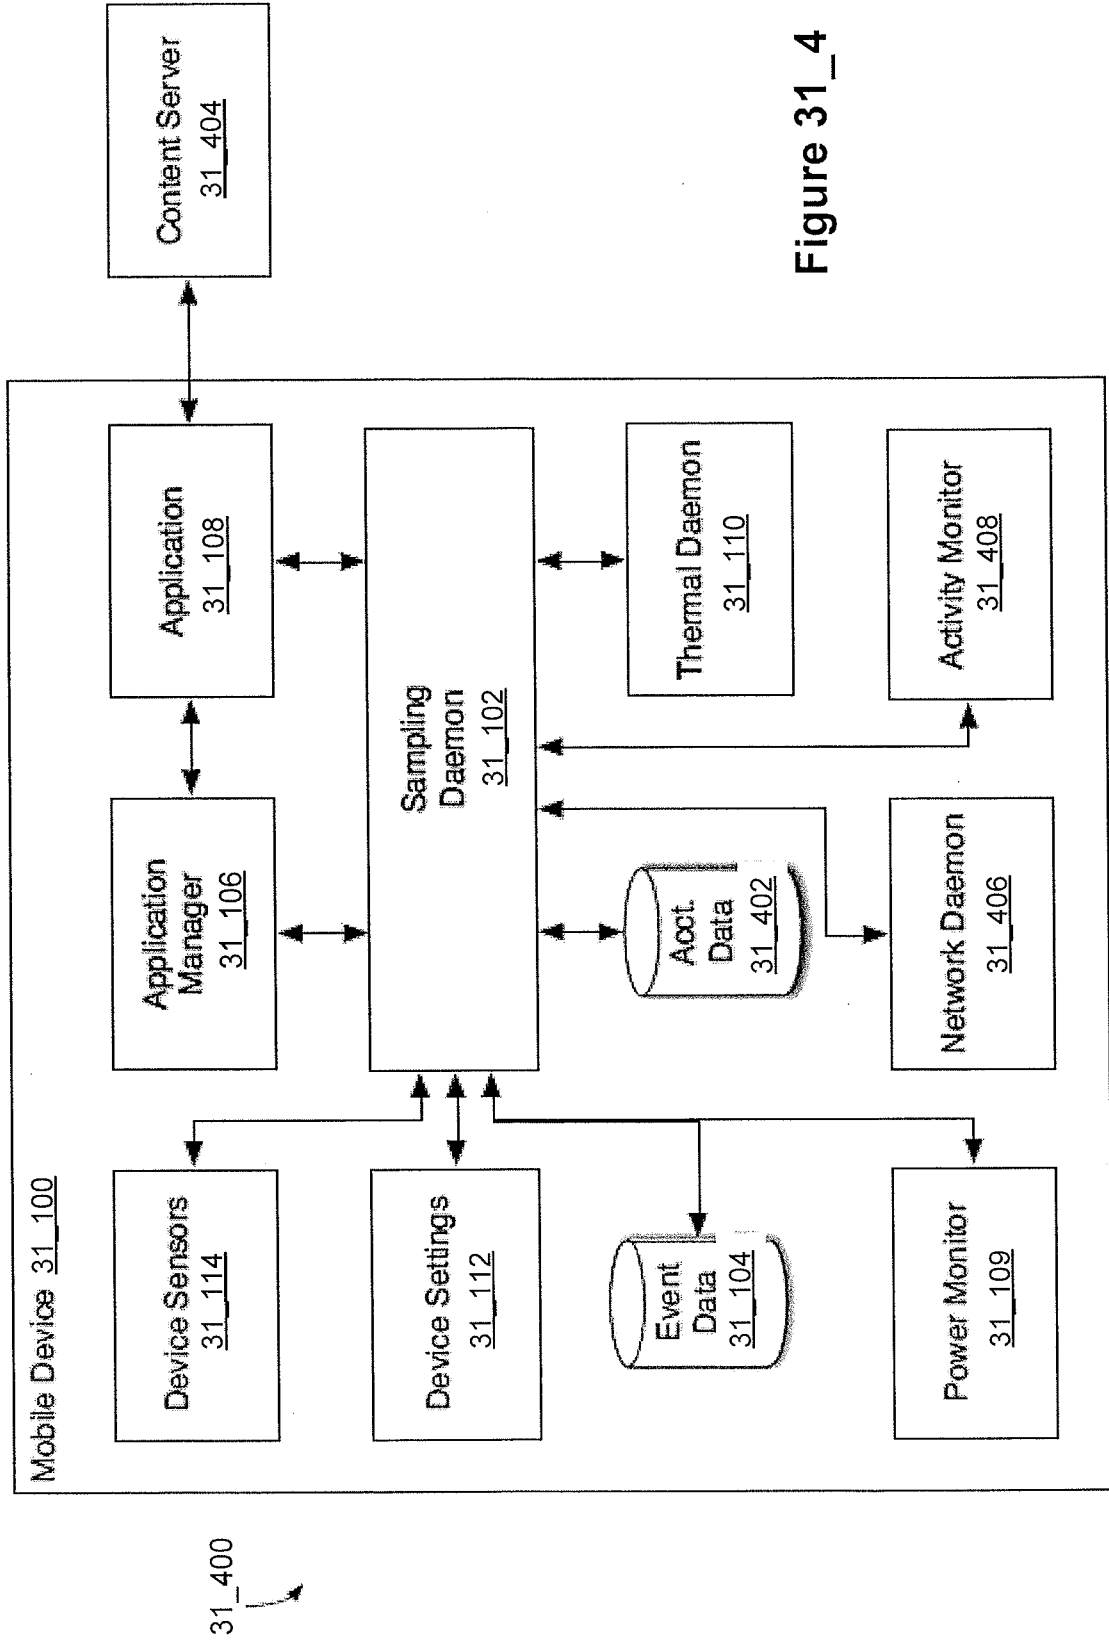 31_400
Mobile Device 31_100
Device Sensors
31_114
Application
Manager
31_106
Application
31_108
Content Server
31_404
Device Settings
31_112
Sampling
Daemon
31_102
Event
Data
31_104
Acct.
Data
31_402
Thermal Daemon
31_110
Power Monitor
31_109
Network Daemon
31_406
Activity Monitor
31_408
Figure 31_4